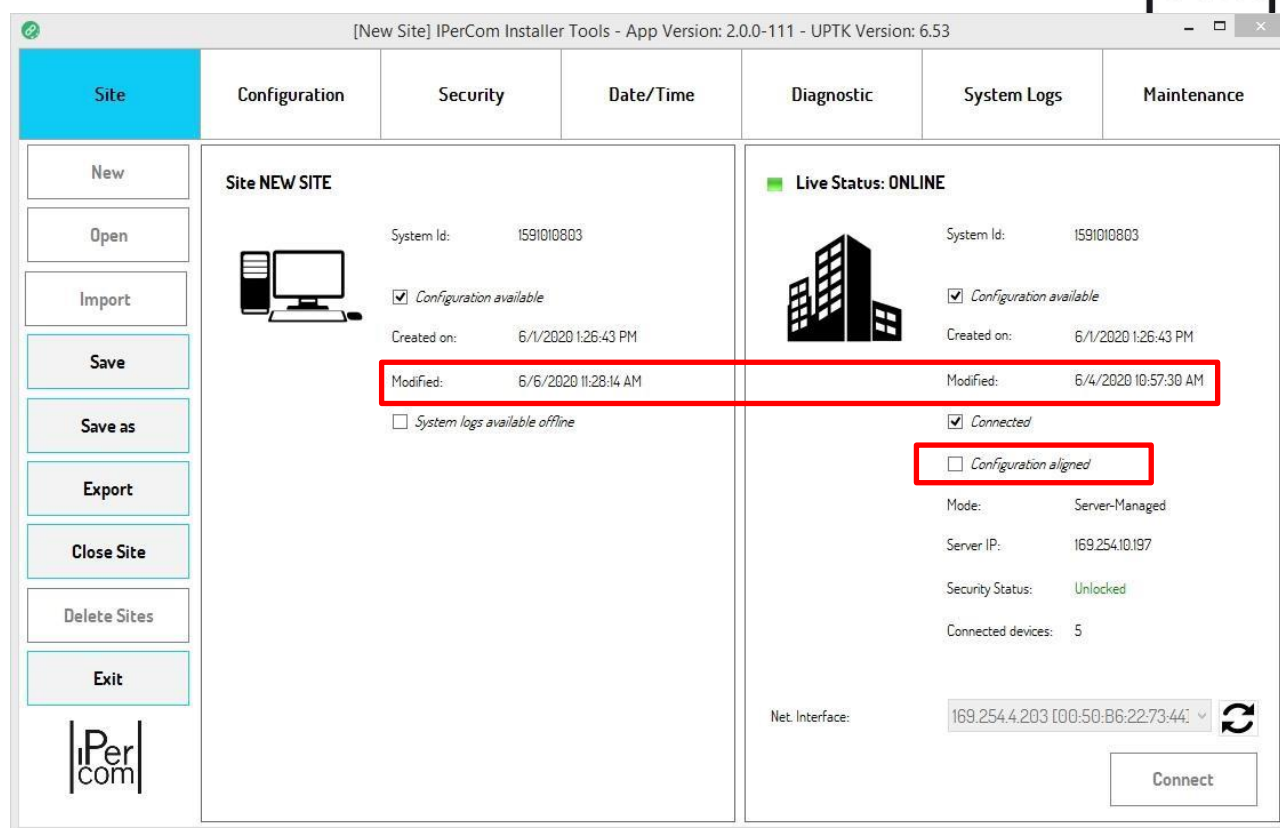 [New Site] IPerCom Installer Tools - App Version: 2.0.0-111 - UPTK Version: 6.53
Site
Configuration
Security
Date/Time
Diagnostic
System Logs
Maintenance
New
Open
Import
Save
Save as
Export
Close Site
Delete Sites
Exit
IPer
com
Site NEW SITE
System Id: 1591010803
Configuration available
Created on: 6/1/2020 1:26:43 PM
Modified: 6/6/2020 11:28:14 AM
System logs available offline
Live Status: ONLINE
System Id: 1591010803
Configuration available
Created on: 6/1/2020 1:26:43 PM
Modified: 6/4/2020 10:57:30 AM
Connected
Configuration aligned
Mode: Server-Managed
Server IP: 169.254.10.197
Security Status: Unlocked
Connected devices: 5
Net. Interface: 169.254.4.203 [00:50:B6:22:73:44]
Connect